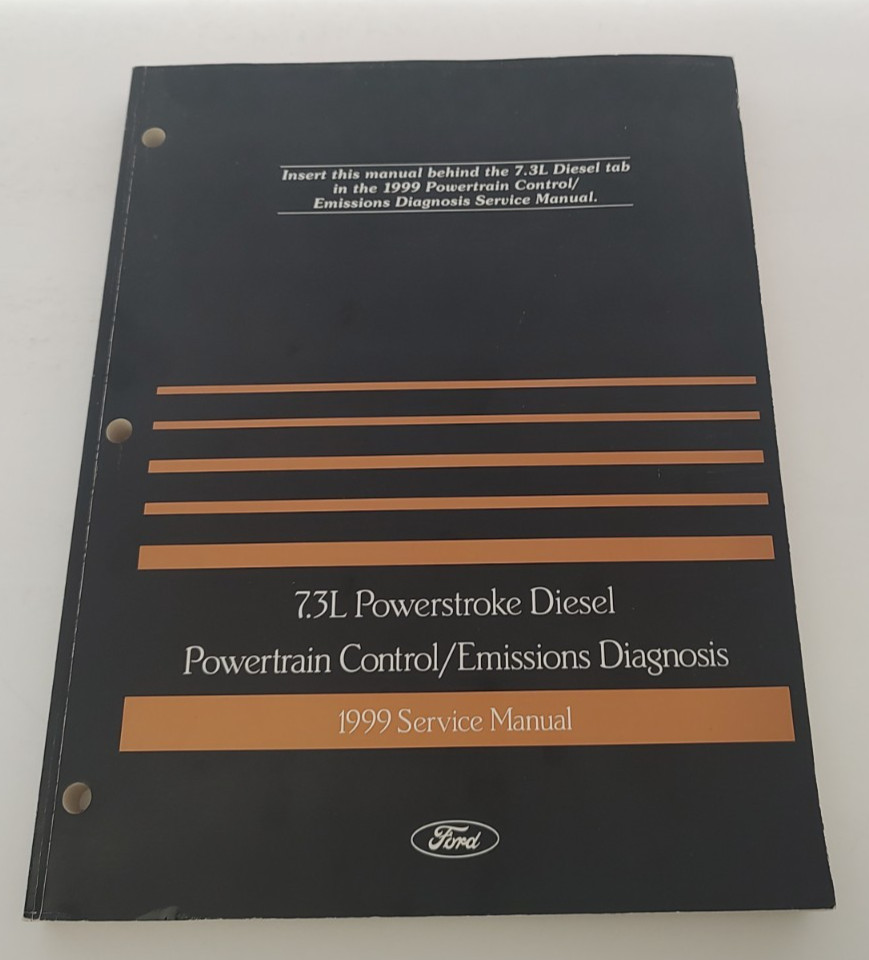 Insert this manual behind the 7.3L Diesel tab
in the 1999 Powertrain Control/
Emissions Diagnosis Service Manual.
7.3L Powerstroke Diesel
Powertrain Control/Emissions Diagnosis
1999 Service Manual
Ford